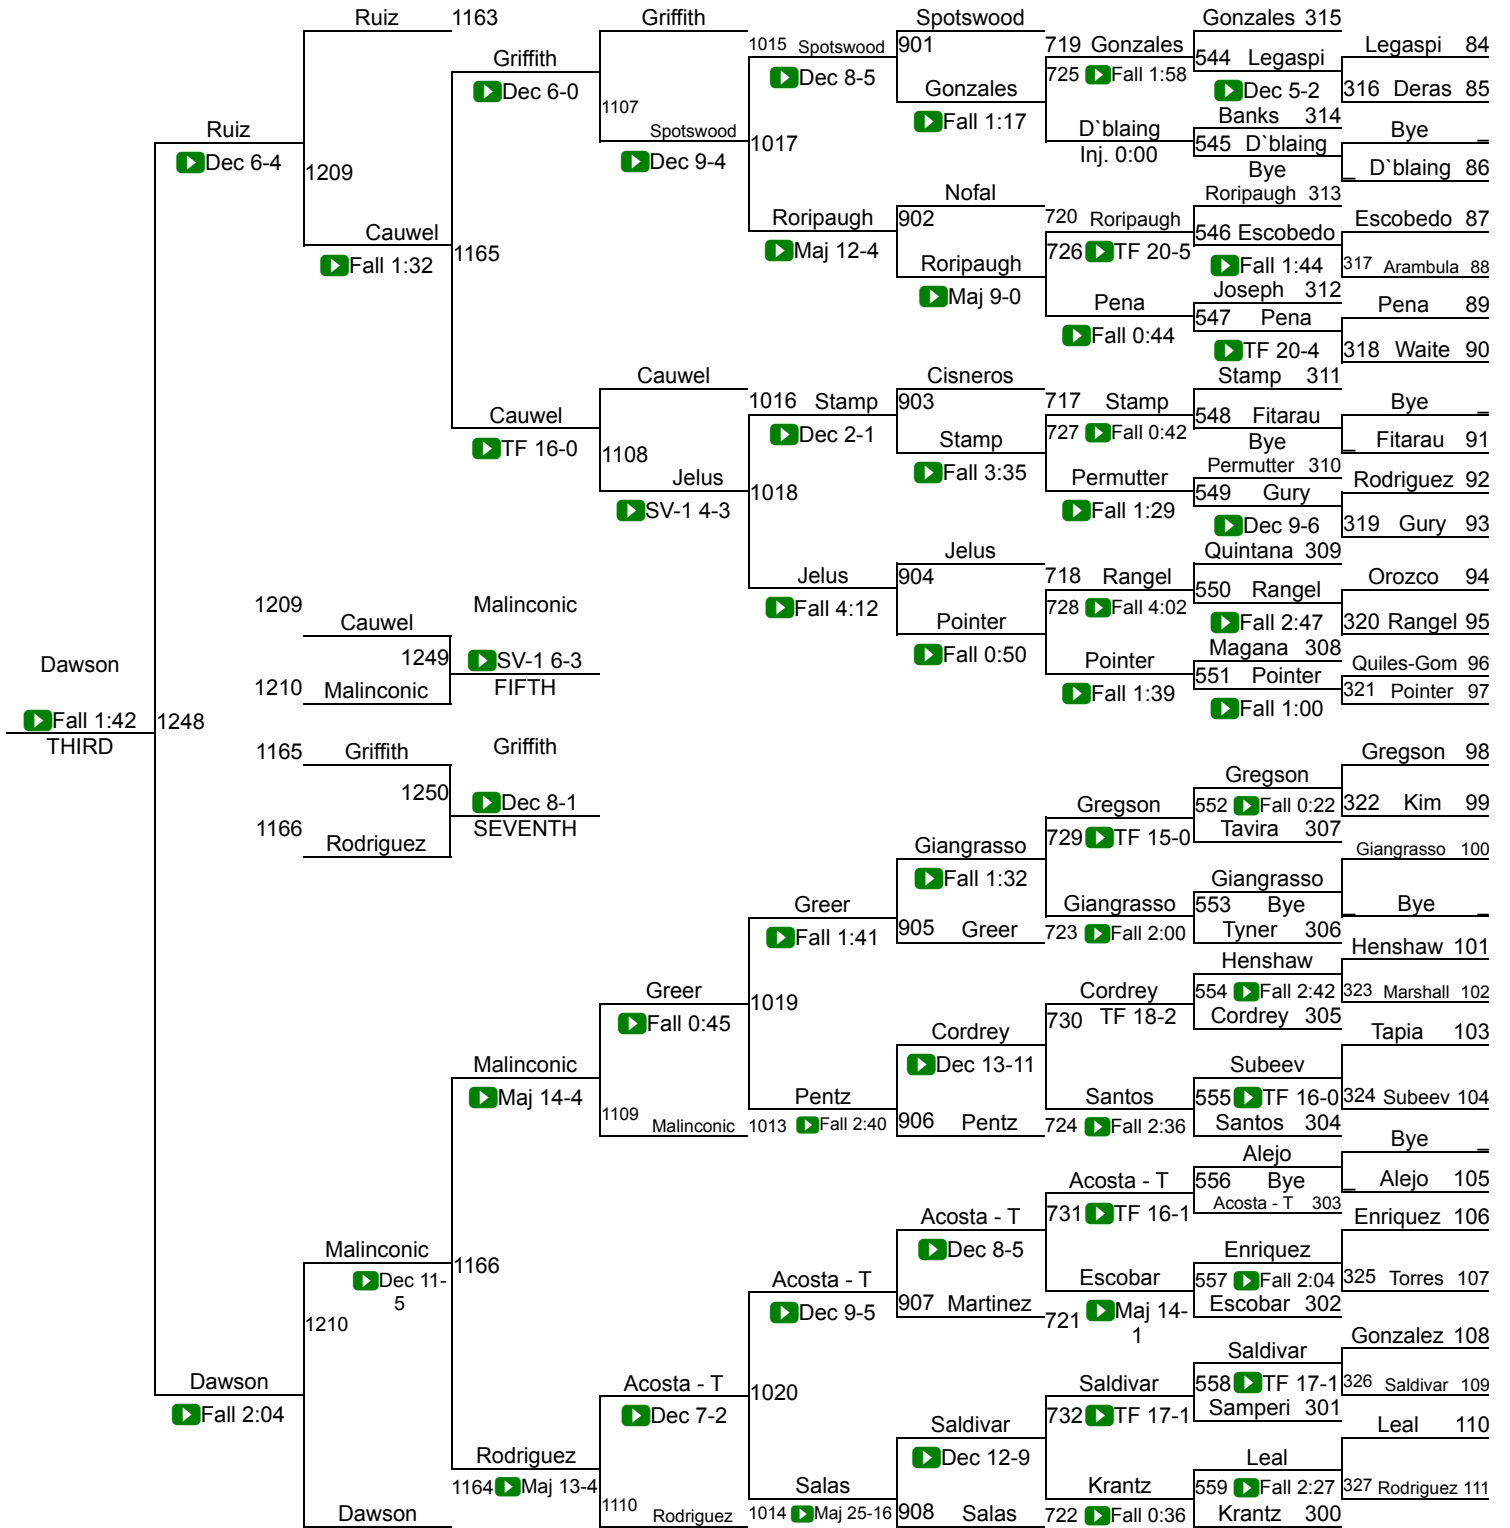 Ruiz 1163 Griffith Spotswood Gonzales 315
1015 Spotswood 901 719 Gonzales 544 Legaspi Legaspi 84
Griffith
Dec 6-0 Dec 8-5 Gonzales 725 Fall 1:58 Dec 5-2 316 Deras 85
1107 Fall 1:17 Banks 314
Ruiz Spotswood 1017 D`blaing 545 D`blaing Bye _
Dec 6-4 Dec 9-4 Inj. 0:00 Bye _ D`blaing 86
1209 Nofal Roripaugh 313
Roripaugh 902 720 Roripaugh 546 Escobedo Escobedo 87
Cauwel 1165 Maj 12-4 Roripaugh 726 TF 20-5 Fall 1:44 317 Arambula 88
Fall 1:32 Maj 9-0 Joseph 312
Pena 547 Pena Pena 89
Fall 0:44 TF 20-4 318 Waite 90
Cauwel Cisneros Stamp 311
Cauwel 1016 Stamp 903 717 Stamp 548 Fitarau Bye _
TF 16-0 Dec 2-1 Stamp 727 Fall 0:42 Bye _ Fitarau 91
1108 Fall 3:35 Permutter 310
Jelus 1018 Permutter 549 Gury Rodriguez 92
SV-1 4-3 Fall 1:29 Dec 9-6 319 Gury 93
Jelus Quintana 309
Jelus 904 718 Rangel 550 Rangel Orozco 94
1209 Malinconic Fall 4:12 728 Fall 4:02
Cauwel Pointer Fall 2:47 320 Rangel 95
1249 SV-1 6-3 Fall 0:50 Magana 308
Dawson Pointer 551 Pointer Quiles-Gom 96
1210 Malinconic FIFTH Fall 1:39 Fall 1:00 321 Pointer 97
Fall 1:42 1248
THIRD 1165 Griffith Griffith Gregson 98
Gregson
1250 Dec 8-1 Gregson 552 Fall 0:22 322 Kim 99
1166 Rodriguez SEVENTH 729 TF 15-0 Tavira 307
Giangrasso Giangrasso 100
Fall 1:32 Giangrasso
Greer Giangrasso 553 Bye _ Bye _
Fall 1:41 905 Greer 723 Fall 2:00 Tyner 306
Henshaw 101
Henshaw
Greer 1019 Cordrey 554 Fall 2:42 323 Marshall 102
Fall 0:45 730 TF 18-2 Cordrey 305
Cordrey Tapia 103
Malinconic Dec 13-11 Subeev
Maj 14-4 Pentz Santos 555 TF 16-0 324 Subeev 104
1109 Malinconic 1013 Fall 2:40 906 Pentz 724 Fall 2:36 Santos 304
Bye _
Alejo
Acosta - T 556 Bye _ Alejo 105
731 TF 16-1 Acosta - T 303
Acosta - T Enriquez 106
Malinconic 1166 Dec 8-5 Enriquez
Dec 11-5 Acosta - T Escobar 557 Fall 2:04 325 Torres 107
1210 Dec 9-5 907 Martinez 721 Maj 14-1 Escobar 302
Gonzalez 108
Saldivar
Dawson Acosta - T 1020 Saldivar 558 TF 17-1 326 Saldivar 109
Fall 2:04 Dec 7-2 732 TF 17-1 Samperi 301
Saldivar Leal 110
Rodriguez Dec 12-9 Leal
1164 Maj 13-4 Salas Krantz 559 Fall 2:27 327 Rodriguez 111
Dawson 1110 Rodriguez 1014 Maj 25-16 908 Salas 722 Fall 0:36 Krantz 300